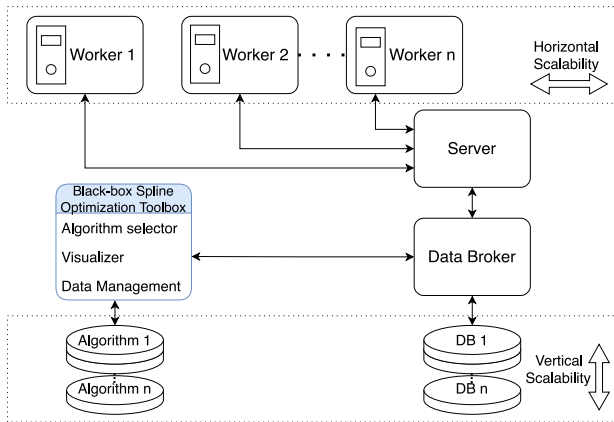 Worker 1
Worker 2
Worker n
Horizontal
Scalability
Server
Black-box Spline
Optimization Toolbox
Algorithm selector
Visualizer
Data Management
Data Broker
Algorithm 1
Algorithm n
DB 1
DB n
Vertical
Scalability